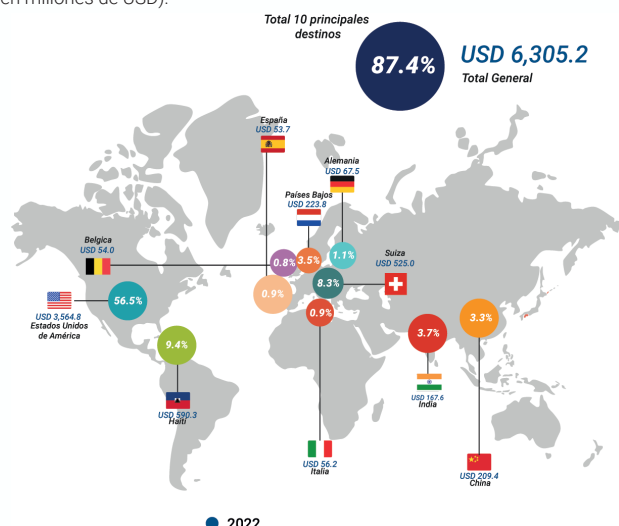 en millones de USD).
Total 10 principales
destinos
87.4%
USD 6,305.2
Total General
España
USD 53.7
Alemania
USD 67.5
Países Bajos
USD 223.8
Belgica
USD 54.0
Suiza
USD 525.0
0.8%
3.5%
1.1%
8.3%
0.9%
0.9%
56.5%
USD 3,564.8
Estados Unidos
de América
9.4%
3.7%
3.3%
USD 590.3
Haití
USD 167.6
India
USD 56.2
Italia
USD 209.4
China
2022